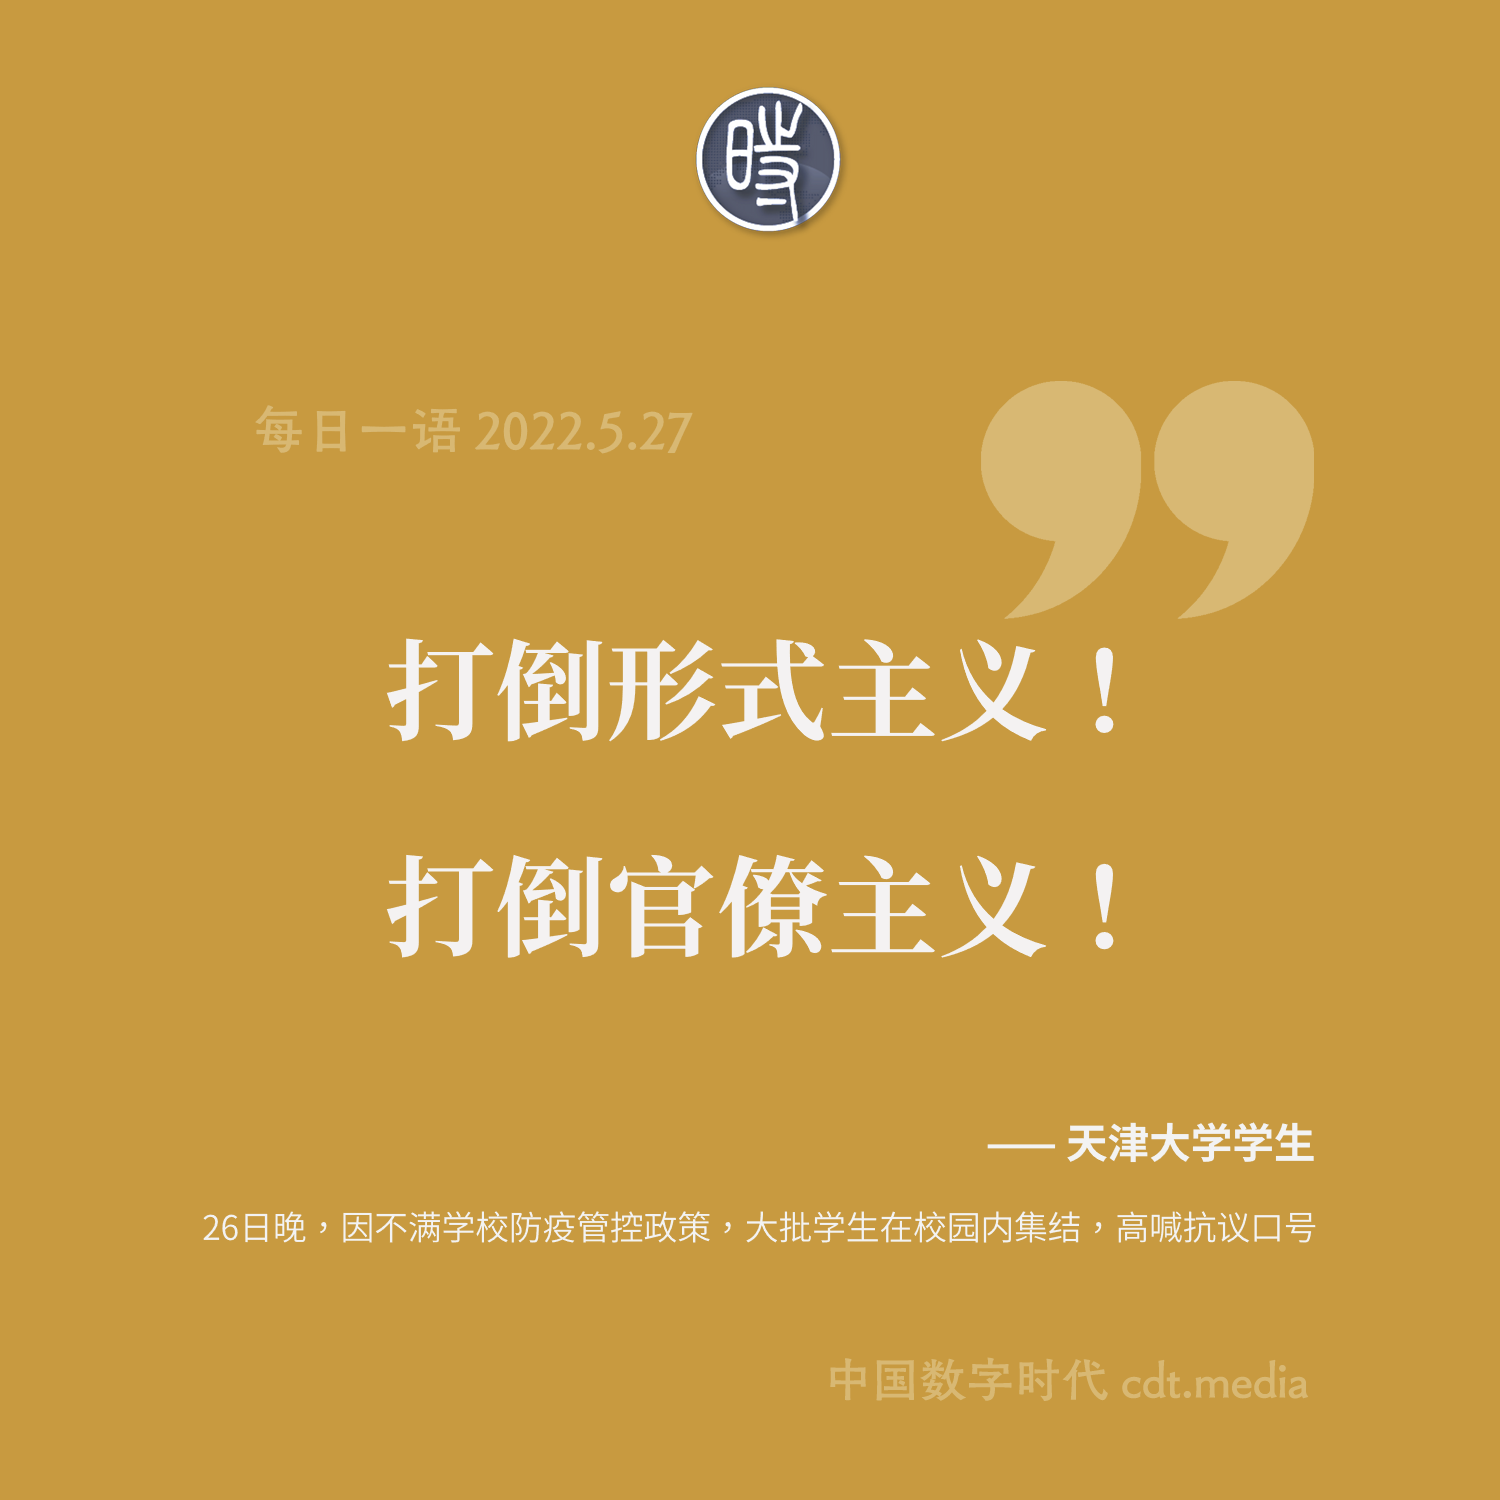 時
每日一语 2022.5.27
打倒形式主义！
打倒官僚主义！
—— 天津大学学生
26日晚，因不满学校防疫管控政策，大批学生在校园内集结，高喊抗议口号
中国数字时代 cdt.media